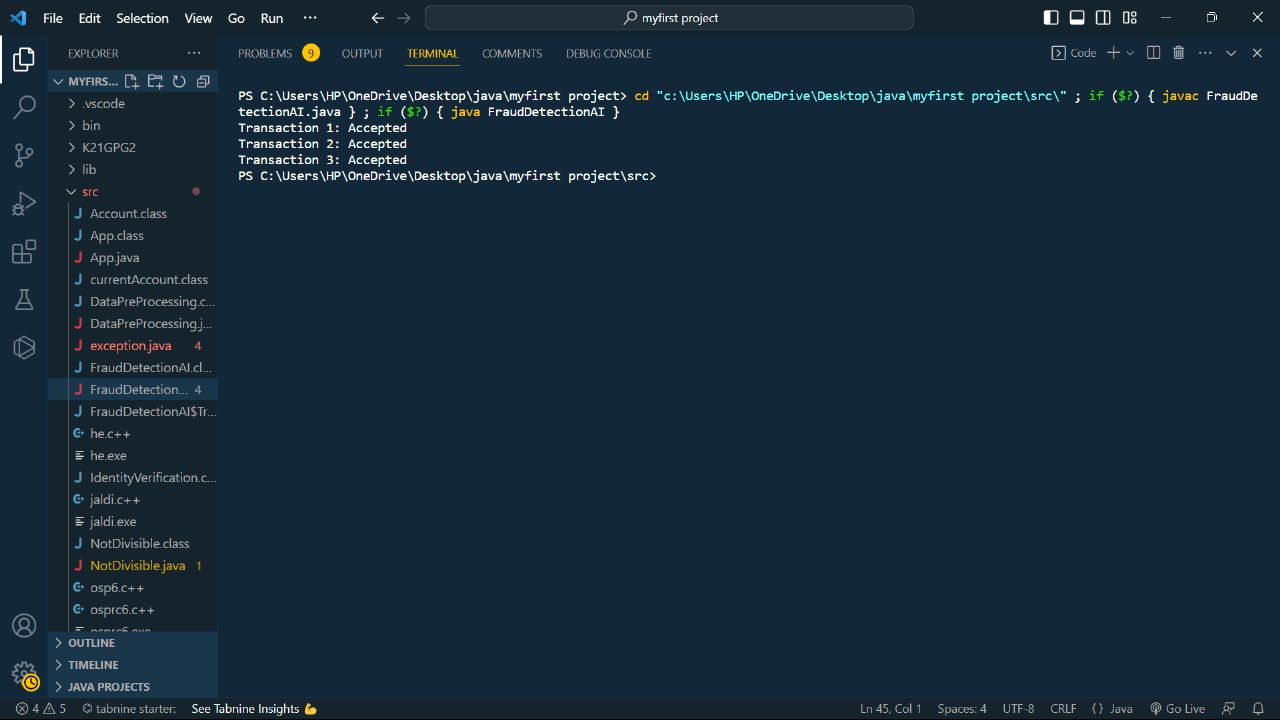 File Edit Selection View Go Run ···
myfirst project
EXPLORER ···
PROBLEMS 9 OUTPUT TERMINAL COMMENTS DEBUG CONSOLE
Code
MYFIRS...
.vscode
bin
K21GPG2
lib
src
Account.class
App.class
App.java
currentAccount.class
DataPreProcessing.c...
DataPreProcessing.j...
exception.java 4
FraudDetectionAI.cl...
FraudDetection... 4
FraudDetectionAI$Tr...
he.c++
he.exe
IdentityVerification.c...
jaldi.c++
jaldi.exe
NotDivisible.class
NotDivisible.java 1
osp6.c++
osprc6.c++
osprc6.exe
OUTLINE
TIMELINE
JAVA PROJECTS
PS C:\Users\HP\OneDrive\Desktop\java\myfirst project> cd "c:\Users\HP\OneDrive\Desktop\java\myfirst project\src\" ; if ($?) { javac FraudDe
tectionAI.java } ; if ($?) { java FraudDetectionAI }
Transaction 1: Accepted
Transaction 2: Accepted
Transaction 3: Accepted
PS C:\Users\HP\OneDrive\Desktop\java\myfirst project\src>
4 5 tabnine starter: See Tabnine Insights 💪 Ln 45, Col 1 Spaces: 4 UTF-8 CRLF {} Java Go Live